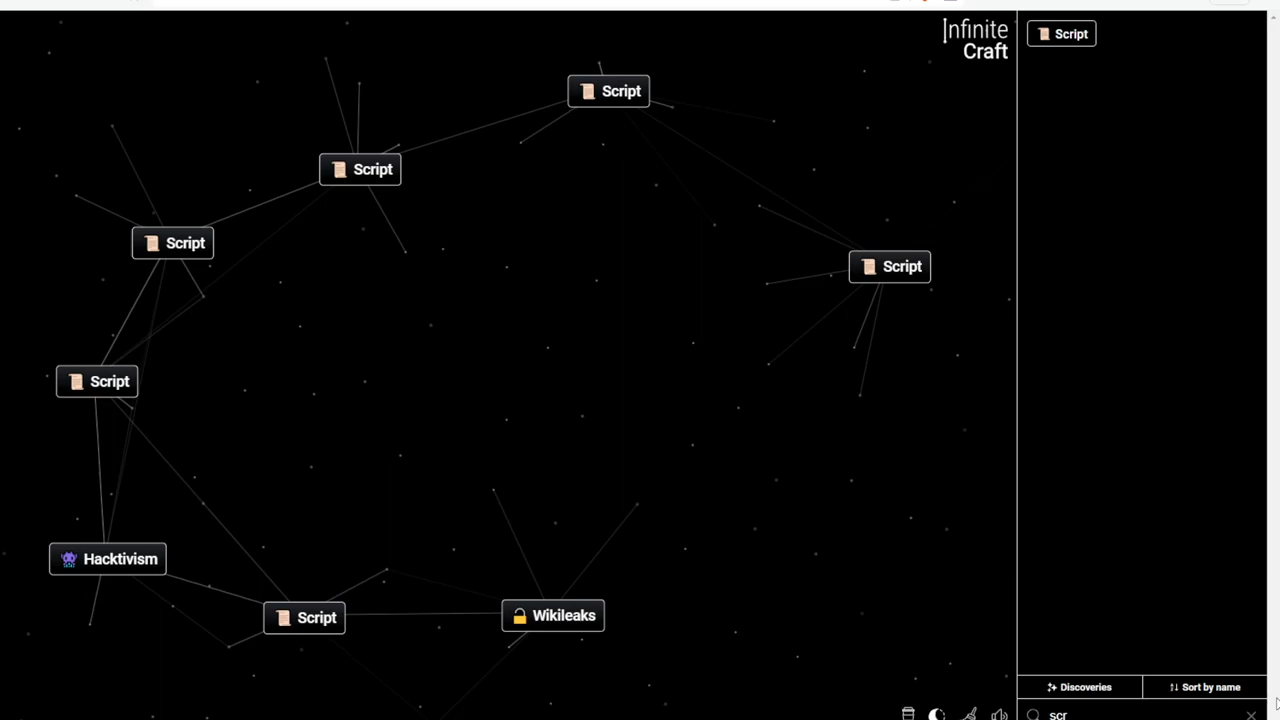 Infinite
Craft
Script
Script
Script
Script
Script
Script
Hacktivism
Script
Wikileaks
Discoveries
Sort by name
scr